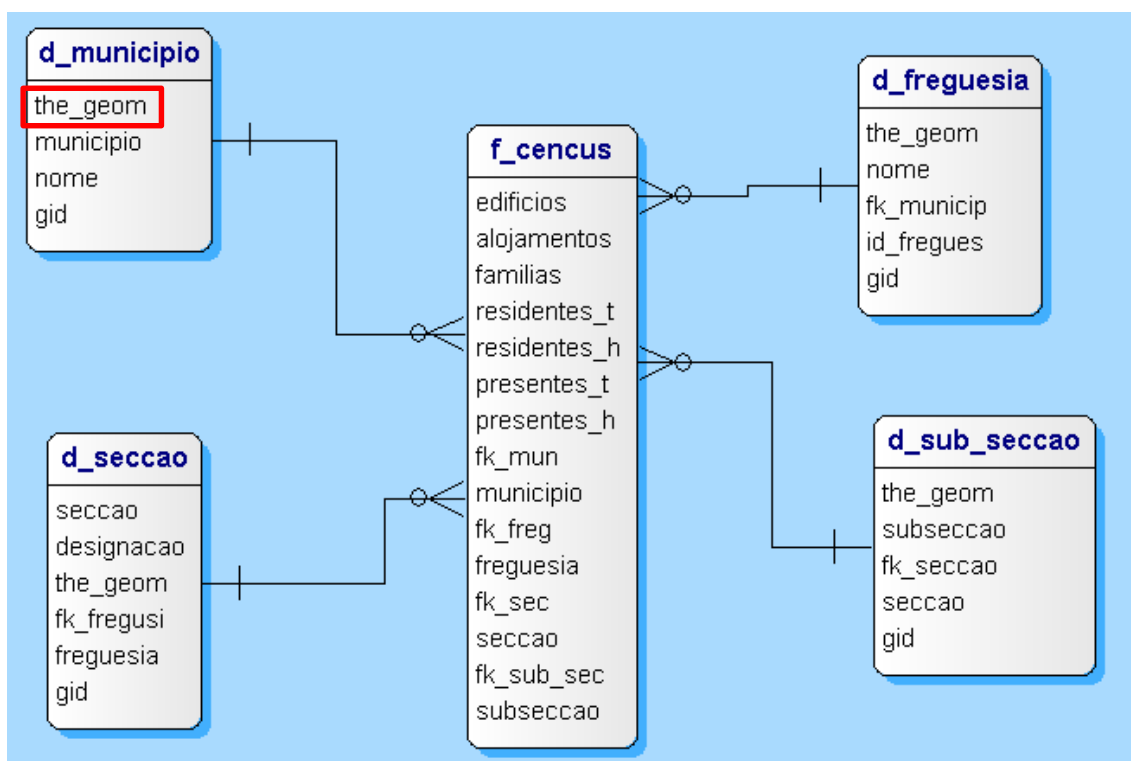 d_municipio
the_geom
municipio
nome
gid
d_freguesia
the_geom
nome
fk_municip
id_fregues
gid
f_cencus
edificios
alojamentos
familias
residentes_t
residentes_h
presentes_t
presentes_h
fk_mun
municipio
fk_freg
freguesia
fk_sec
seccao
fk_sub_sec
subseccao
d_seccao
seccao
designacao
the_geom
fk_fregusi
freguesia
gid
d_sub_seccao
the_geom
subseccao
fk_seccao
seccao
gid